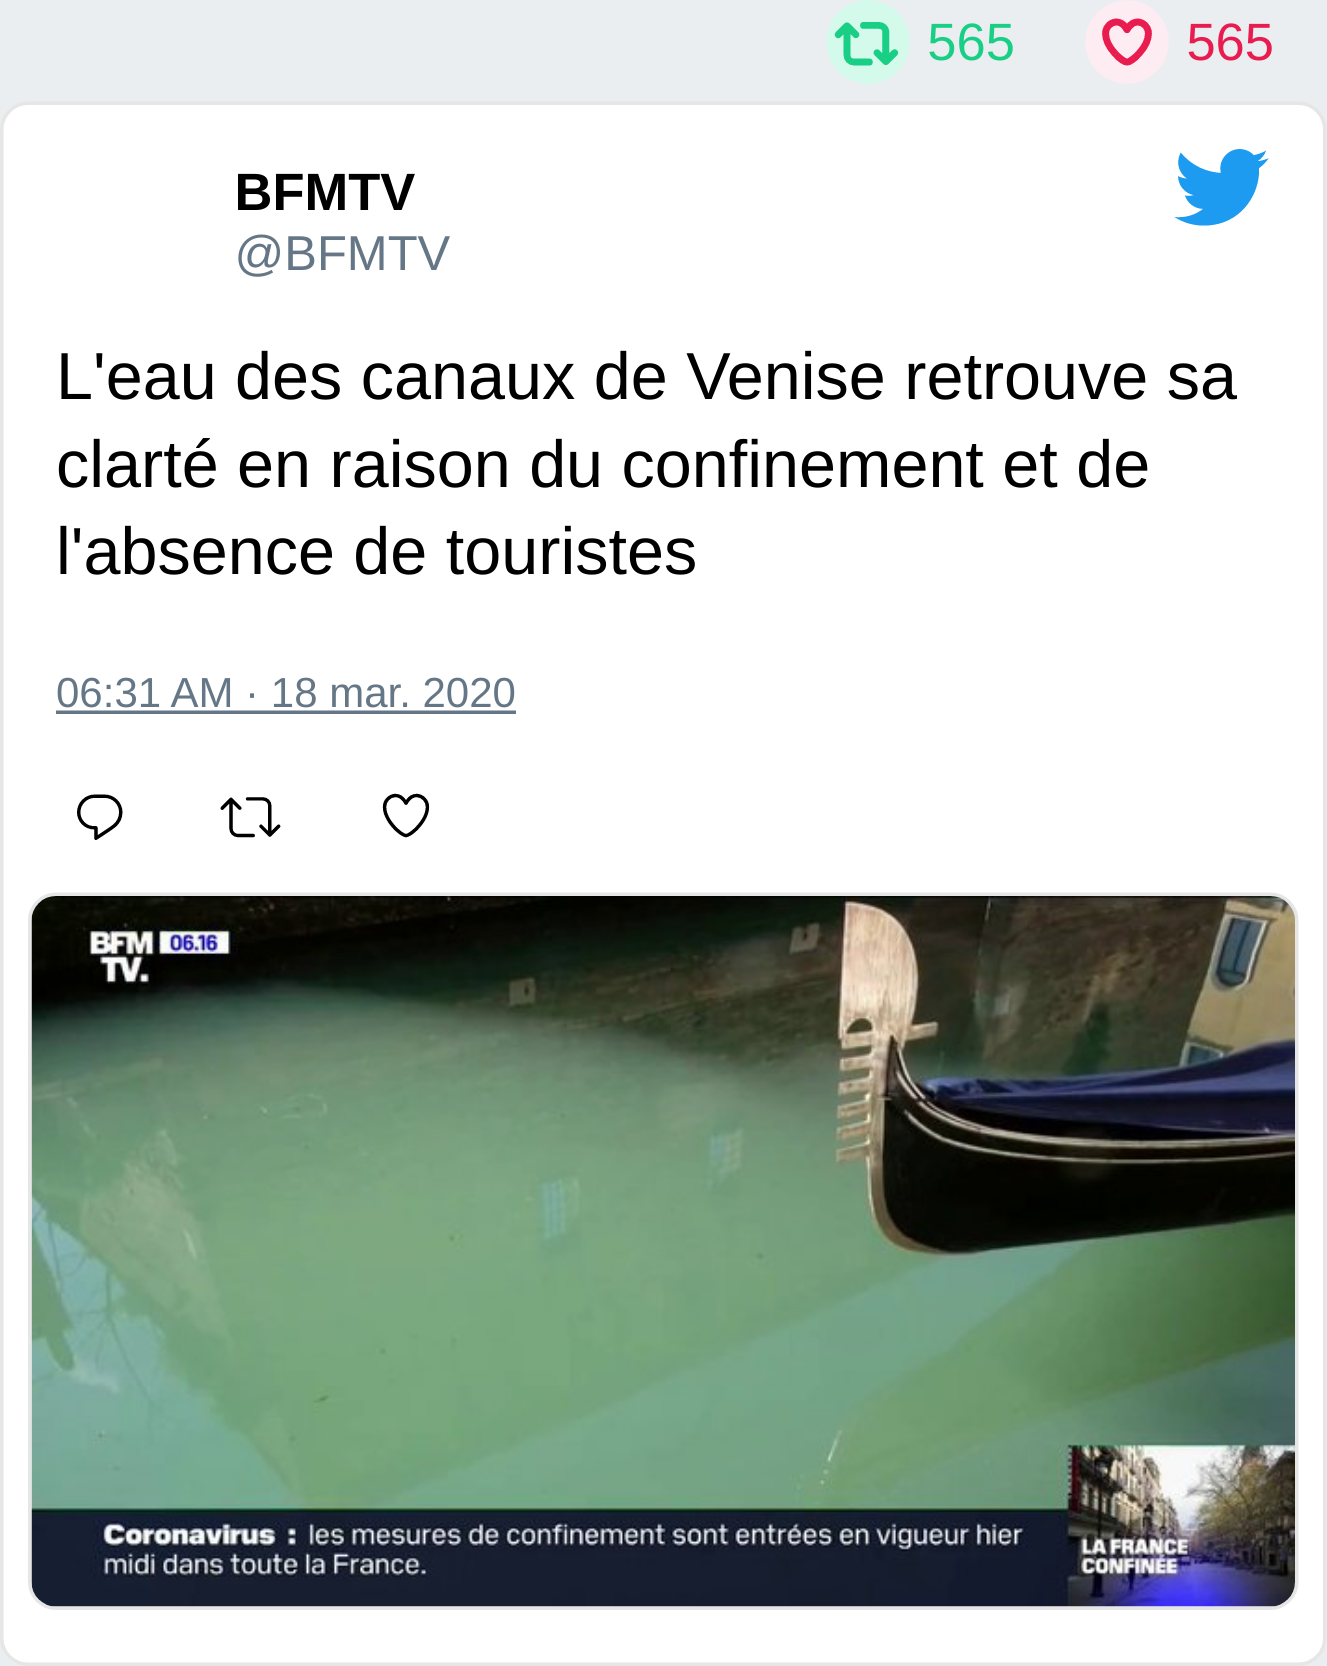 565 565
BFMTV
@BFMTV
L'eau des canaux de Venise retrouve sa
clarté en raison du confinement et de
l'absence de touristes
06:31 AM · 18 mar. 2020
BFM 06.16
TV.
Coronavirus : les mesures de confinement sont entrées en vigueur hier
midi dans toute la France.
LA FRANCE
CONFINÉE